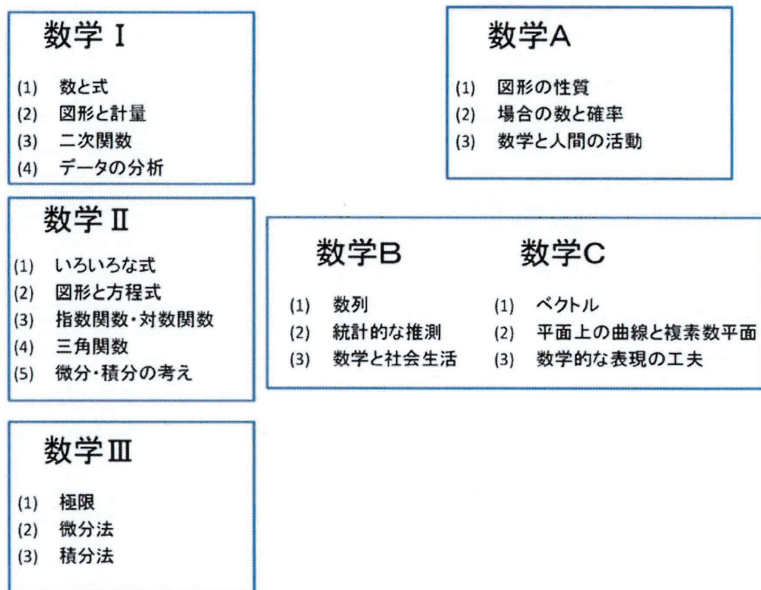 数学Ⅰ
(1) 数と式
(2) 図形と計量
(3) 二次関数
(4) データの分析
数学A
(1) 図形の性質
(2) 場合の数と確率
(3) 数学と人間の活動
数学Ⅱ
(1) いろいろな式
(2) 図形と方程式
(3) 指数関数・対数関数
(4) 三角関数
(5) 微分・積分の考え
数学B
(1) 数列
(2) 統計的な推測
(3) 数学と社会生活
数学C
(1) ベクトル
(2) 平面上の曲線と複素数平面
(3) 数学的な表現の工夫
数学Ⅲ
(1) 極限
(2) 微分法
(3) 積分法